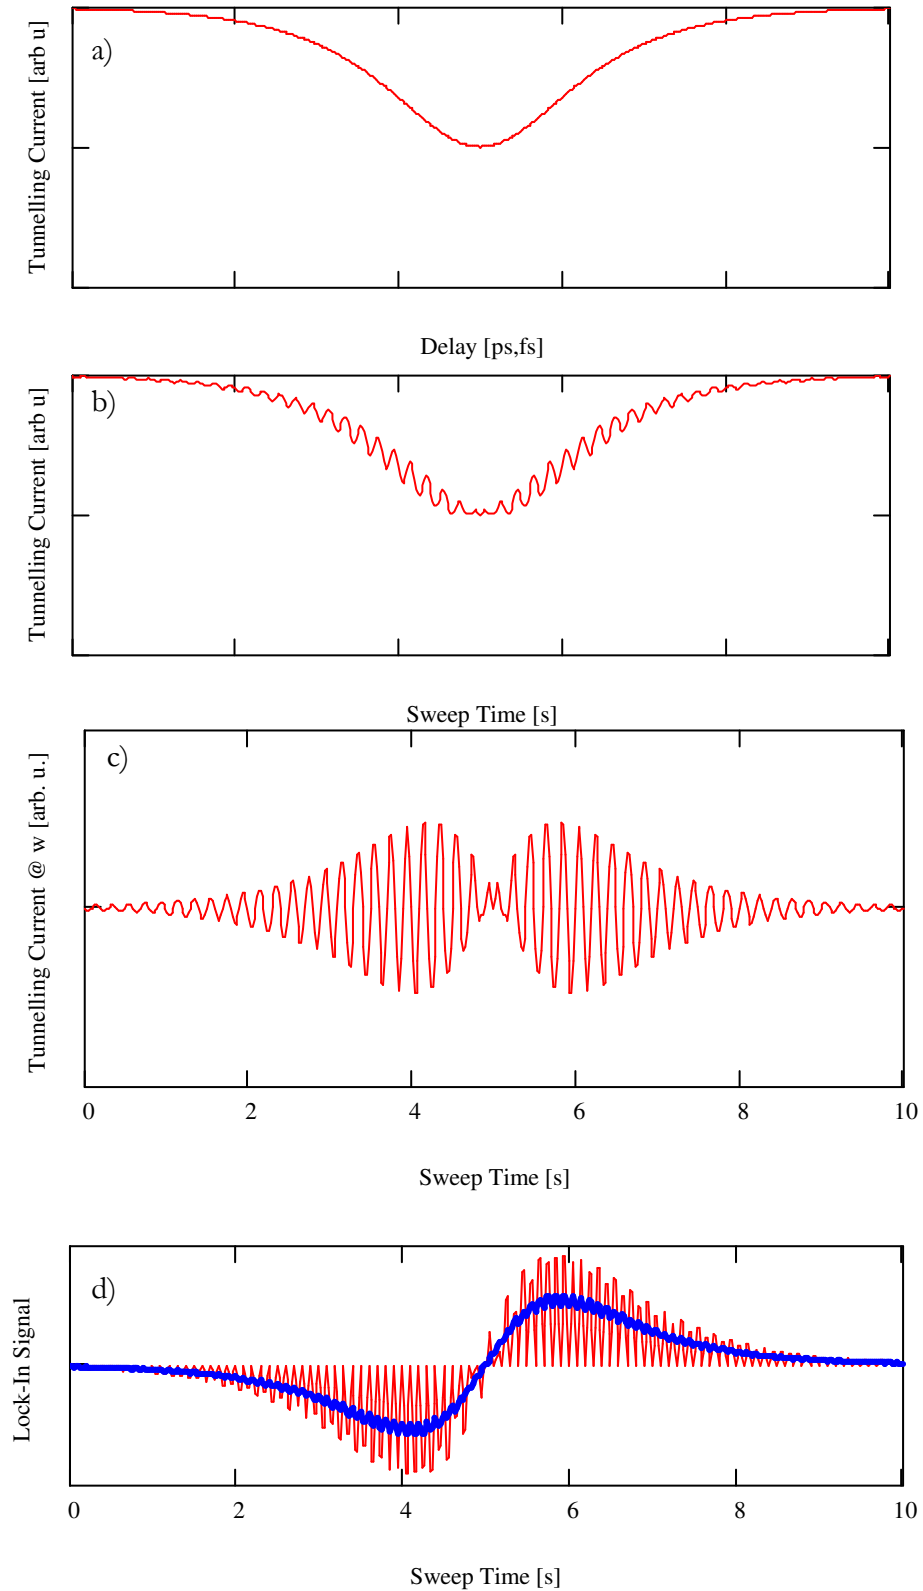 a)
Tunnelling Current [arb u]
Delay [ps,fs]
b)
Tunnelling Current [arb u]
Sweep Time [s]
c)
Tunnelling Current @ w [arb. u.]
0 2 4 6 8 10
Sweep Time [s]
d)
Lock-In Signal
0 2 4 6 8 10
Sweep Time [s]